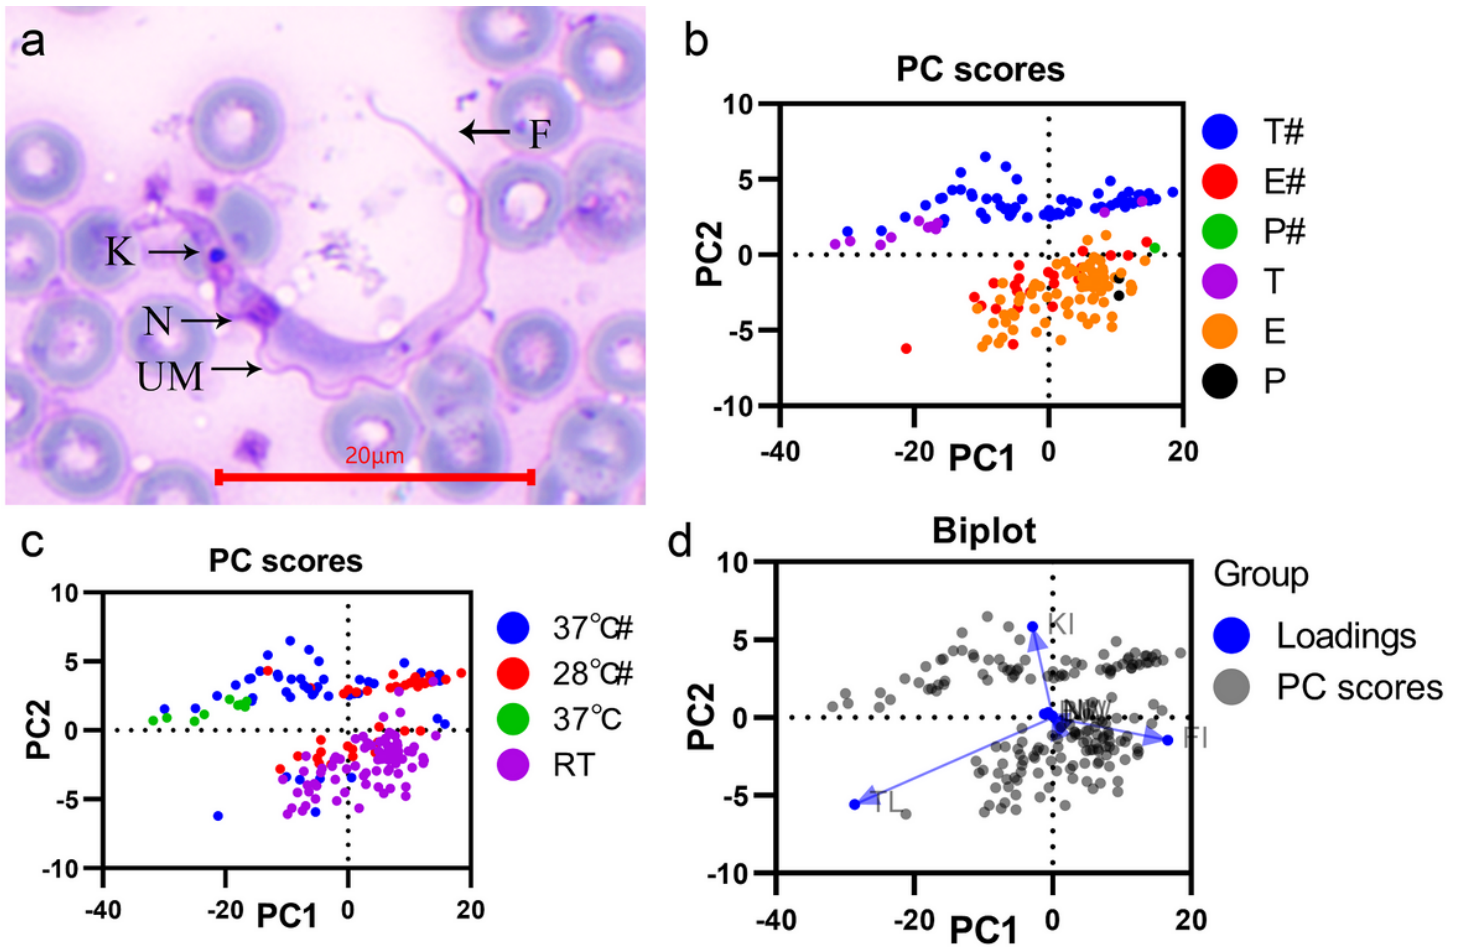 a
F
K
N
UM
20μm
b
PC scores
10
5
0
-5
-10
PC2
-40
-20
0
20
PC1
T#
E#
P#
T
E
P
c
PC scores
10
5
0
-5
-10
PC2
-40
-20
0
20
PC1
37℃#
28℃#
37℃
RT
d
Biplot
10
5
0
-5
-10
PC2
-40
-20
0
20
PC1
KI
FI
TL
Group
Loadings
PC scores